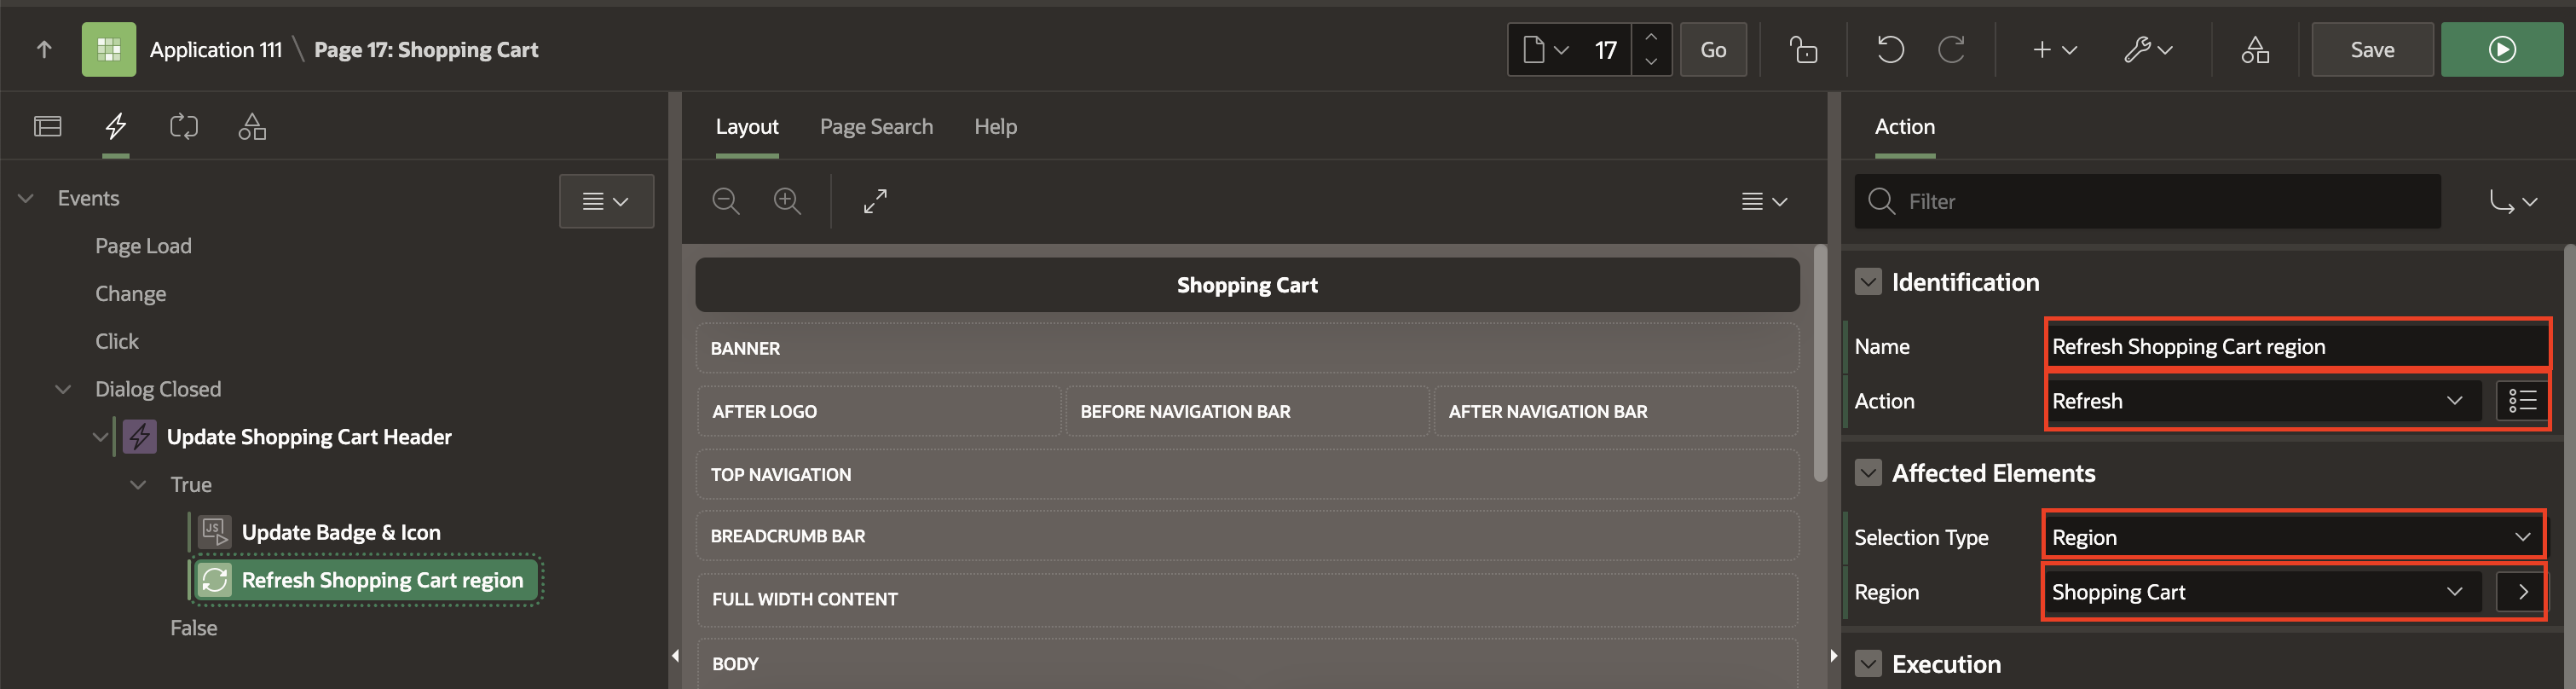 Application 111 \ Page 17: Shopping Cart
17
Go
Save
Layout
Page Search
Help
Action
Events
Page Load
Change
Click
Dialog Closed
Update Shopping Cart Header
True
JS
Update Badge & Icon
Refresh Shopping Cart region
False
Shopping Cart
BANNER
AFTER LOGO
BEFORE NAVIGATION BAR
AFTER NAVIGATION BAR
TOP NAVIGATION
BREADCRUMB BAR
FULL WIDTH CONTENT
BODY
Filter
Identification
Name Refresh Shopping Cart region
Action Refresh
Affected Elements
Selection Type Region
Region Shopping Cart
Execution